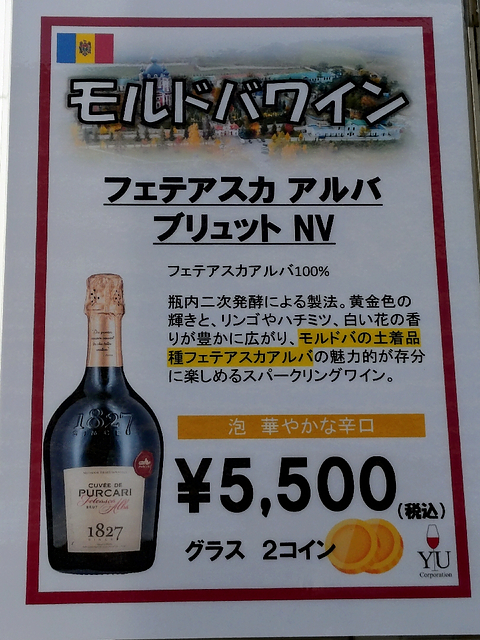 モルドバワイン
フェテアスカ アルバ
ブリュット NV
フェテアスカアルバ100%
瓶内二次発酵による製法。黄金色の
輝きと、リンゴやハチミツ、白い花の香
りが豊かに広がり、モルドバの土着品
種フェテアスカアルバの魅力的が存分
に楽しめるスパークリングワイン。
泡 華やかな辛口
¥5,500
(税込)
グラス 2コイン
YU
Corporation
1827
CUVÉE DE
PURCARI
Feteasca
BRUT Alba
1827